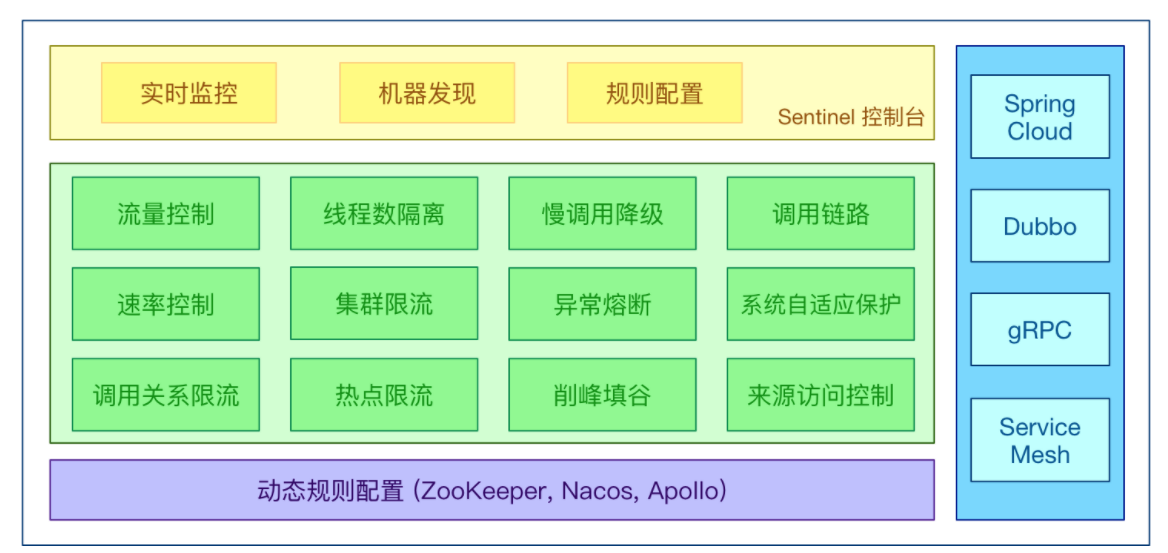 实时监控
机器发现
规则配置
Sentinel 控制台
流量控制
线程数隔离
慢调用降级
调用链路
速率控制
集群限流
异常熔断
系统自适应保护
调用关系限流
热点限流
削峰填谷
来源访问控制
动态规则配置 (ZooKeeper, Nacos, Apollo)
Spring
Cloud
Dubbo
gRPC
Service
Mesh